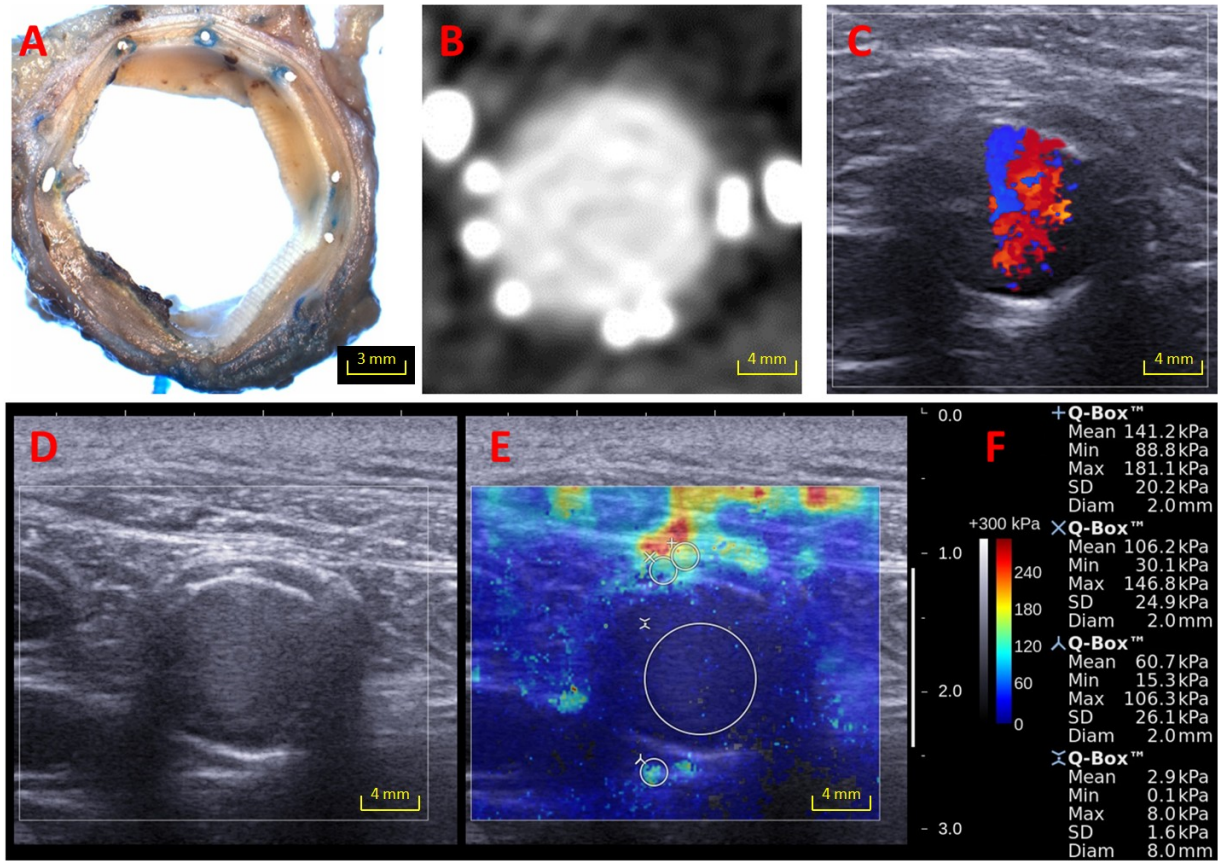 A
B
C
3 mm
4 mm
4 mm
D
E
F
4 mm
4 mm
0.0
1.0
2.0
3.0
+300 kPa
240
180
120
60
0
Q-Box™
Mean 141.2 kPa
Min 88.8 kPa
Max 181.1 kPa
SD 20.2 kPa
Diam 2.0 mm
Q-Box™
Mean 106.2 kPa
Min 30.1 kPa
Max 146.8 kPa
SD 24.9 kPa
Diam 2.0 mm
Q-Box™
Mean 60.7 kPa
Min 15.3 kPa
Max 106.3 kPa
SD 26.1 kPa
Diam 2.0 mm
Q-Box™
Mean 2.9 kPa
Min 0.1 kPa
Max 8.0 kPa
SD 1.6 kPa
Diam 8.0 mm